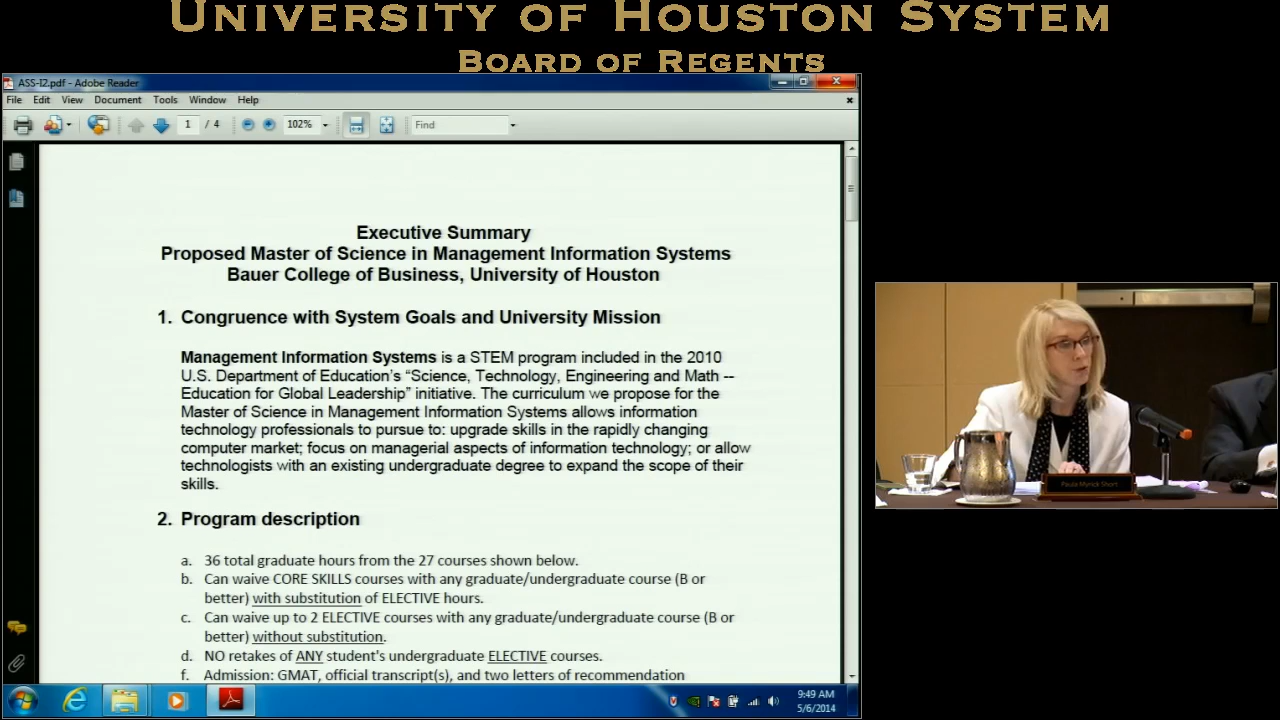 UNIVERSITY OF HOUSTON SYSTEM
BOARD OF REGENTS
ASS-I2.pdf - Adobe Reader
File Edit View Document Tools Window Help
1 / 4 102% Find
Executive Summary
Proposed Master of Science in Management Information Systems
Bauer College of Business, University of Houston
1. Congruence with System Goals and University Mission
Management Information Systems is a STEM program included in the 2010
U.S. Department of Education's “Science, Technology, Engineering and Math --
Education for Global Leadership” initiative. The curriculum we propose for the
Master of Science in Management Information Systems allows information
technology professionals to pursue to: upgrade skills in the rapidly changing
computer market; focus on managerial aspects of information technology; or allow
technologists with an existing undergraduate degree to expand the scope of their
skills.
2. Program description
a. 36 total graduate hours from the 27 courses shown below.
b. Can waive CORE SKILLS courses with any graduate/undergraduate course (B or
better) with substitution of ELECTIVE hours.
c. Can waive up to 2 ELECTIVE courses with any graduate/undergraduate course (B or
better) without substitution.
d. NO retakes of ANY student's undergraduate ELECTIVE courses.
f. Admission: GMAT, official transcript(s), and two letters of recommendation
9:49 AM
5/6/2014
Paula Myrick Short